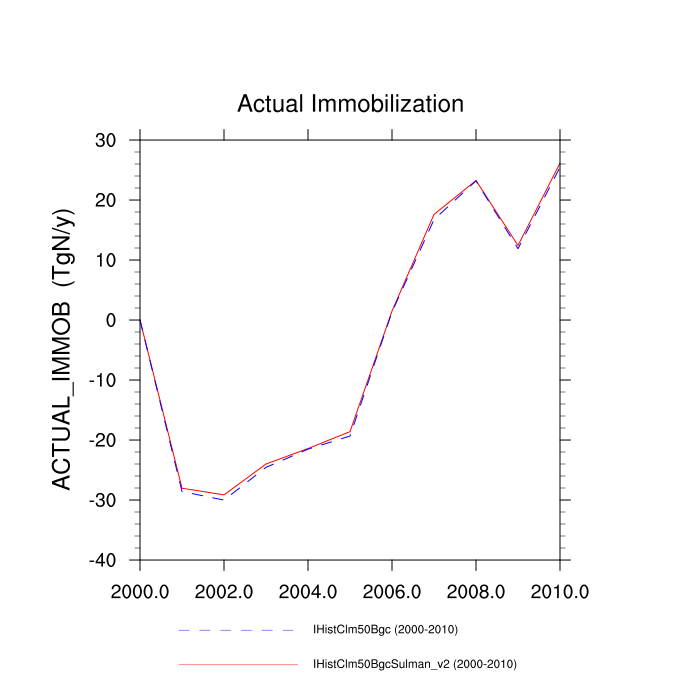 Actual Immobilization
ACTUAL_IMMOB (TgN/y)
30
20
10
0
-10
-20
-30
-40
2000.0 2002.0 2004.0 2006.0 2008.0 2010.0
IHistClm50Bgc (2000-2010)
IHistClm50BgcSulman_v2 (2000-2010)